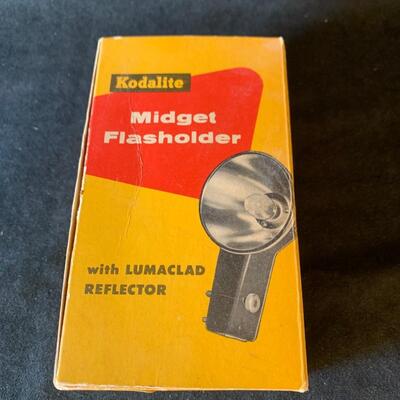 Kodalite
Midget
Flasholder
with LUMACLAD
REFLECTOR